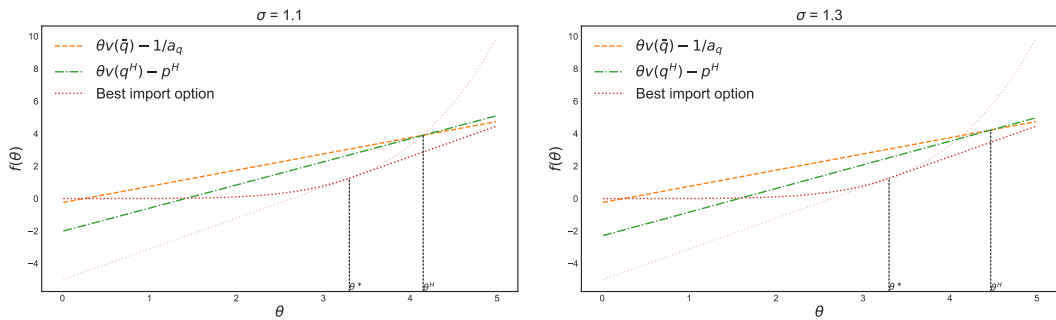 σ = 1.1
10
8
6
4
2
0
−2
−4
f(θ)
θv(q̄) − 1/a_q
θv(q^H) − p^H
Best import option
θ*
θ^H
0 1 2 3 4 5
θ
σ = 1.3
10
8
6
4
2
0
−2
−4
f(θ)
θv(q̄) − 1/a_q
θv(q^H) − p^H
Best import option
θ*
θ^H
0 1 2 3 4 5
θ